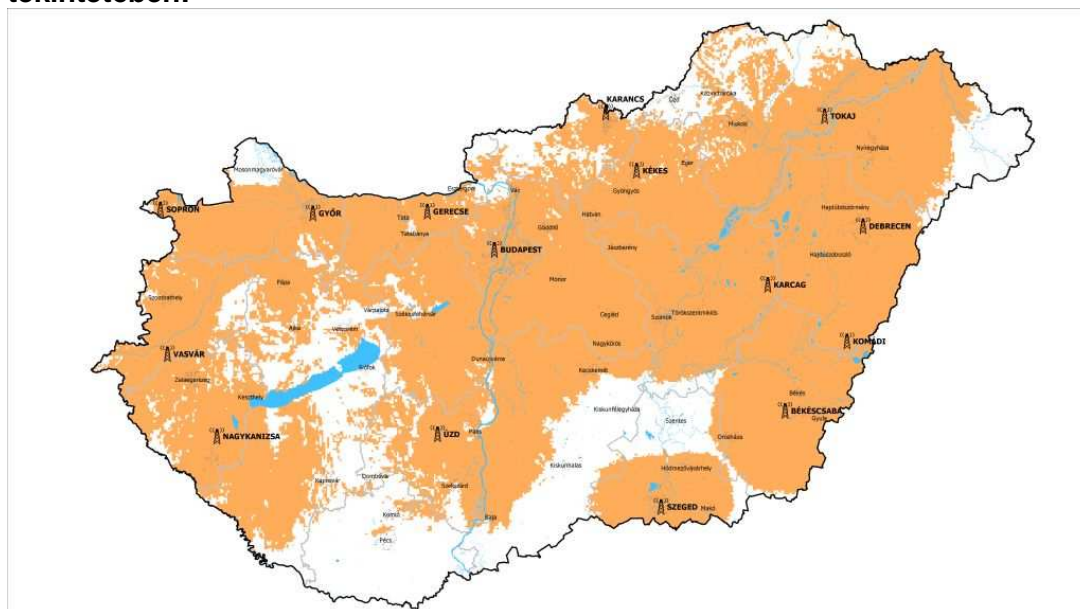 KARANCS
Ózd
Kazincbarcika
TOKAJ
Miskolc
KÉKES
Eger
Nyíregyháza
Mosonmagyaróvár
Esztergom
Vác
Gyöngyös
SOPRON
GYŐR
GERECSE
Tata
Tatabánya
Gödöllő
Hatvan
Hajdúböszörmény
DEBRECEN
BUDAPEST
Jászberény
Hajdúszoboszló
Pápa
Monor
KARCAG
Szombathely
Várpalota
Székesfehérvár
Cegléd
Szolnok
Törökszentmiklós
Ajka
Veszprém
Nagykőrös
KOMÁDI
VASVÁR
Dunaújváros
Siófok
Kecskemét
Zalaegerszeg
Keszthely
Békés
Kiskunfélegyháza
BÉKÉSCSABA
Gyula
Szentes
NAGYKANIZSA
ÚZD
Paks
Orosháza
Kiskunhalas
Hódmezővásárhely
Kaposvár
Dombóvár
Szekszárd
SZEGED
Makó
Komló
Baja
Pécs